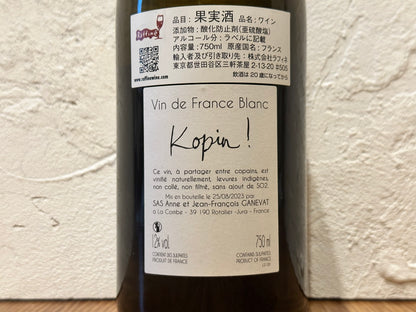 Raffine
www.raffinewine.com
品目：果実酒 品名：ワイン
添加物：酸化防止剤(亜硫酸塩)
アルコール分：ラベルに記載
内容量：750ml 原産国名：フランス
輸入者及び引き取り先：株式会社ラフィネ
東京都世田谷区三軒茶屋 2-13-20 #505
飲酒は 20 歳になってから
Vin de France Blanc
Kopin !
Ce vin, à partager entre copains, est
vinifié naturellement, levures indigènes,
non collé, non filtré, sans ajout de SO2.
Mis en bouteille le 25/08/2023 par
SAS Anne et Jean-François GANEVAT
à La Combe - 39 190 Rotalier -Jura - France
12% vol. 750 ml
CONTIENT DES SULFITES CONTAINS SULFITES
PRODUIT DE FRANCE PRODUCT OF FRANCE